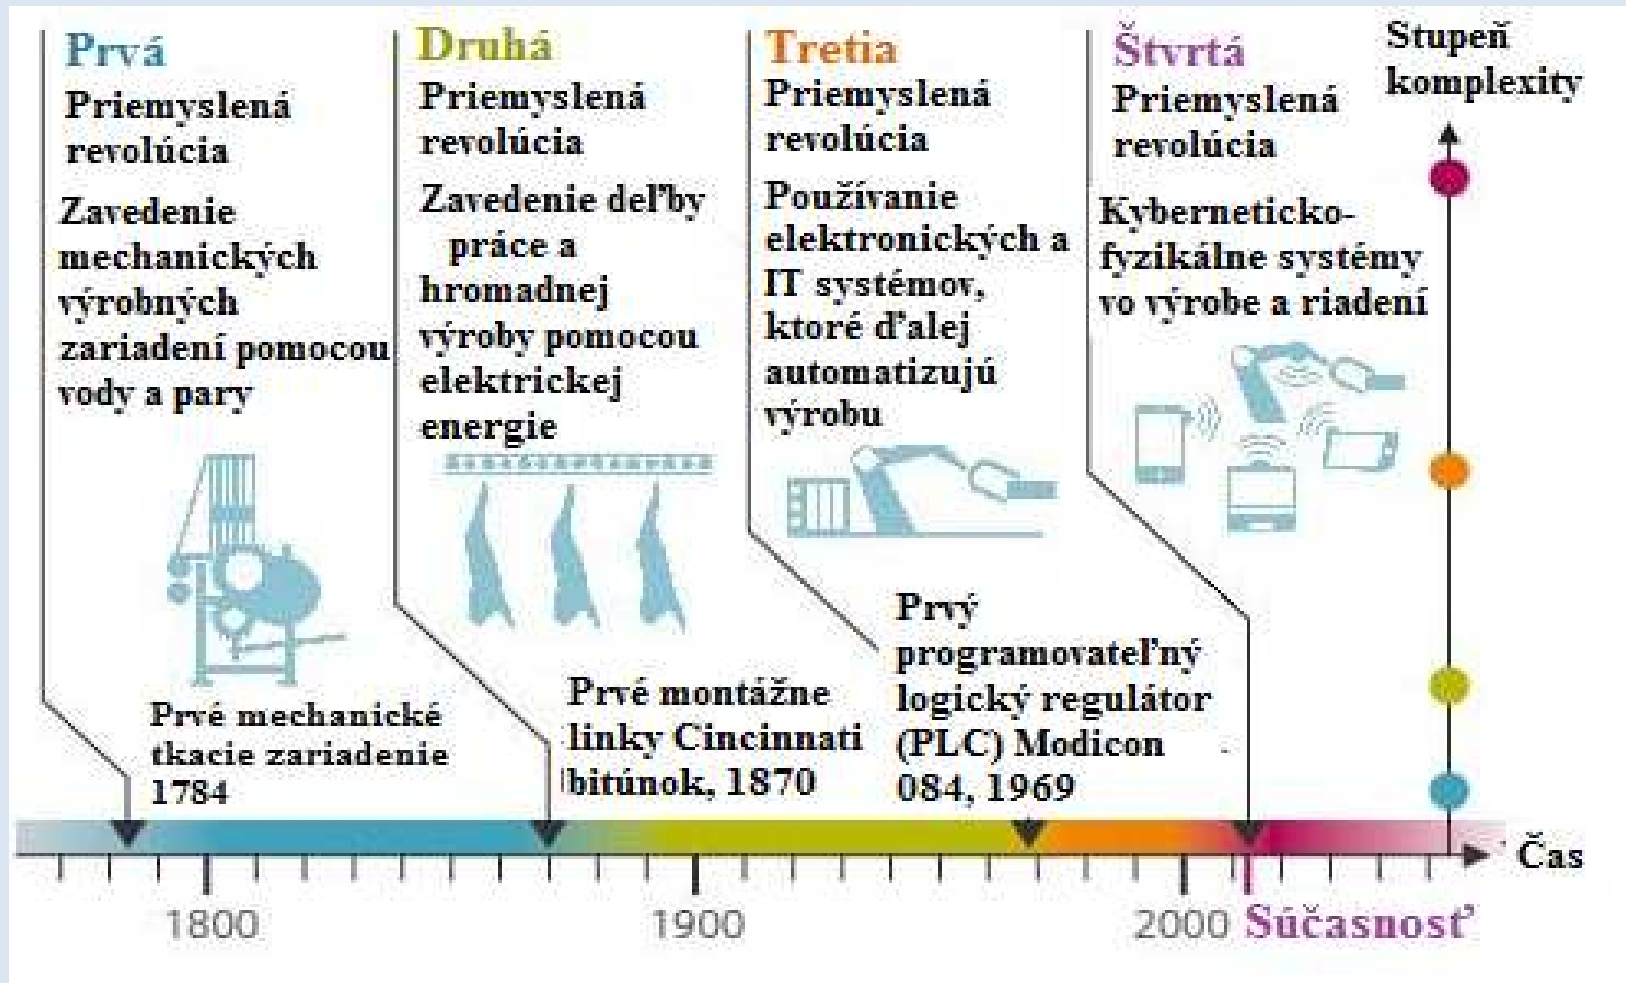 Prvá
Priemyslená
revolúcia
Zavedenie
mechanických
výrobných
zariadení pomocou
vody a pary
Prvé mechanické
tkacie zariadenie
1784
Druhá
Priemyslená
revolúcia
Zavedenie deľby
práce a
hromadnej
výroby pomocou
elektrickej
energie
Prvé montážne
linky Cincinnati
bitúnok, 1870
Tretia
Priemyslená
revolúcia
Používanie
elektronických a
IT systémov,
ktoré ďalej
automatizujú
výrobu
Prvý
programovateľný
logický regulátor
(PLC) Modicon
084, 1969
Štvrtá
Priemyslená
revolúcia
Kyberneticko-
fyzikálne systémy
vo výrobe a riadení
Stupeň
komplexity
Čas
1800
1900
2000
Súčasnosť